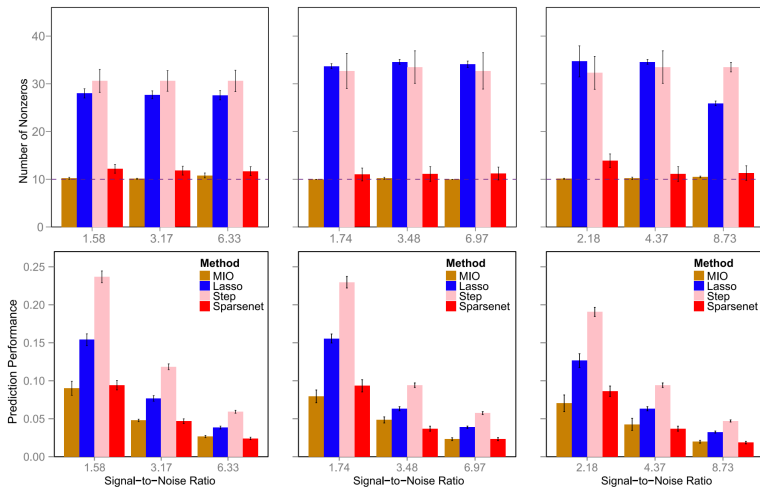 Number of Nonzeros
40
30
20
10
0
1.58 3.17 6.33
1.74 3.48 6.97
2.18 4.37 8.73
Prediction Performance
0.25
0.20
0.15
0.10
0.05
0.00
Method
MIO
Lasso
Step
Sparsenet
1.58 3.17 6.33
Signal−to−Noise Ratio
Method
MIO
Lasso
Step
Sparsenet
1.74 3.48 6.97
Signal−to−Noise Ratio
Method
MIO
Lasso
Step
Sparsenet
2.18 4.37 8.73
Signal−to−Noise Ratio